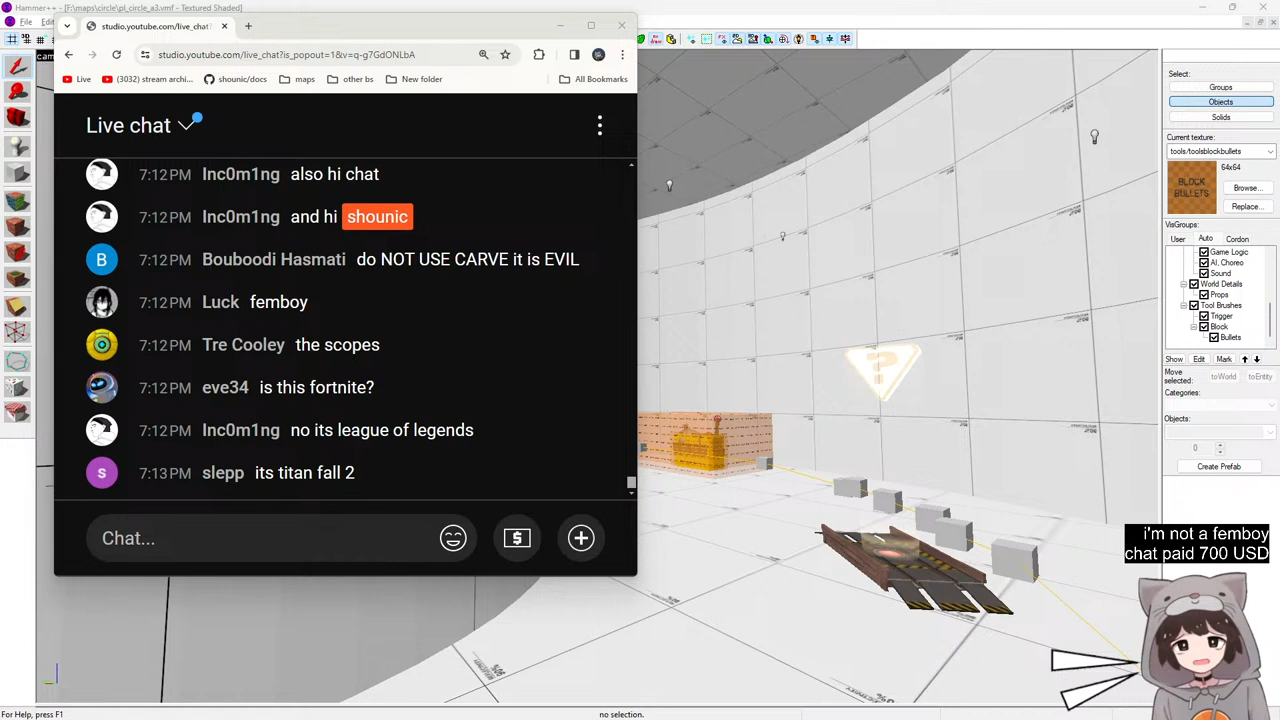 Hammer++ - [F:\maps\circle\pl_circle_a3.vmf - Textured Shaded]
File
studio.youtube.com/live_chat?
studio.youtube.com/live_chat?is_popout=1&v=q-g7GdONLbA
Live
(3032) stream archi...
shounic/docs
maps
other bs
New folder
All Bookmarks
Live chat
7:12 PM Inc0m1ng also hi chat
7:12 PM Inc0m1ng and hi shounic
7:12 PM Bouboodi Hasmati do NOT USE CARVE it is EVIL
7:12 PM Luck femboy
7:12 PM Tre Cooley the scopes
7:12 PM eve34 is this fortnite?
7:12 PM Inc0m1ng no its league of legends
7:13 PM slepp its titan fall 2
B
s
Chat...
Select:
Groups
Objects
Solids
Current texture:
tools/toolsblockbullets
64x64
BLOCK
BULLETS
Browse...
Replace...
VisGroups:
User Auto Cordon
Game Logic
AI, Choreo
Sound
World Details
Props
Tool Brushes
Trigger
Block
Bullets
Show Edit Mark
Move
selected:
toWorld toEntity
Categories:
Objects:
0
Create Prefab
i'm not a femboy
chat paid 700 USD
For Help, press F1
no selection.